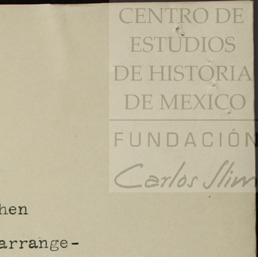 CENTRO DE
ESTUDIOS
DE HISTORIA
DE MEXICO
FUNDACIÓN
Carlos Slim
hen
arrange-